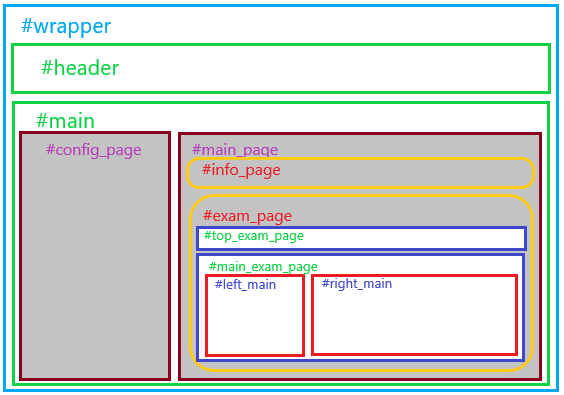 #wrapper
#header
#main
#config_page
#main_page
#info_page
#exam_page
#top_exam_page
#main_exam_page
#left_main
#right_main